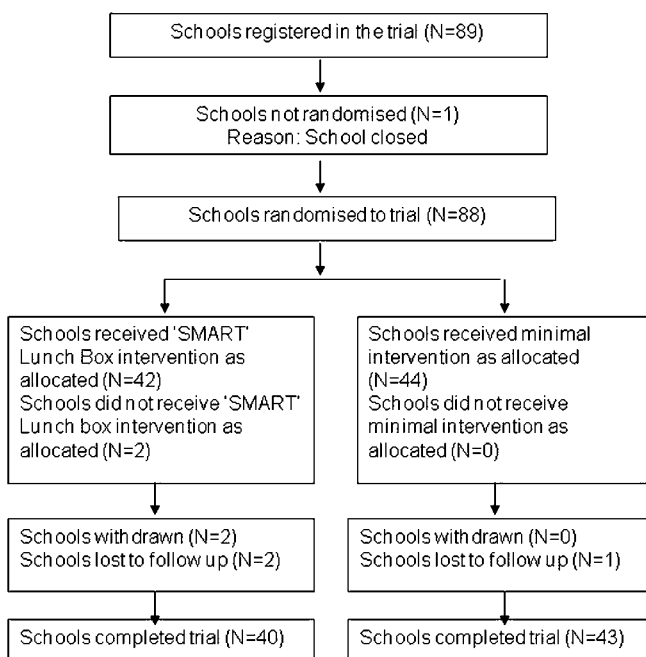 Schools registered in the trial (N=89)
Schools not randomised (N=1)
Reason: School closed
Schools randomised to trial (N=88)
Schools received 'SMART'
Lunch Box intervention as
allocated (N=42)
Schools did not receive 'SMART'
Lunch box intervention as
allocated (N=2)
Schools received minimal
intervention as allocated
(N=44)
Schools did not receive
minimal intervention as
allocated (N=0)
Schools with drawn (N=2)
Schools lost to follow up (N=2)
Schools with drawn (N=0)
Schools lost to follow up (N=1)
Schools completed trial (N=40)
Schools completed trial (N=43)